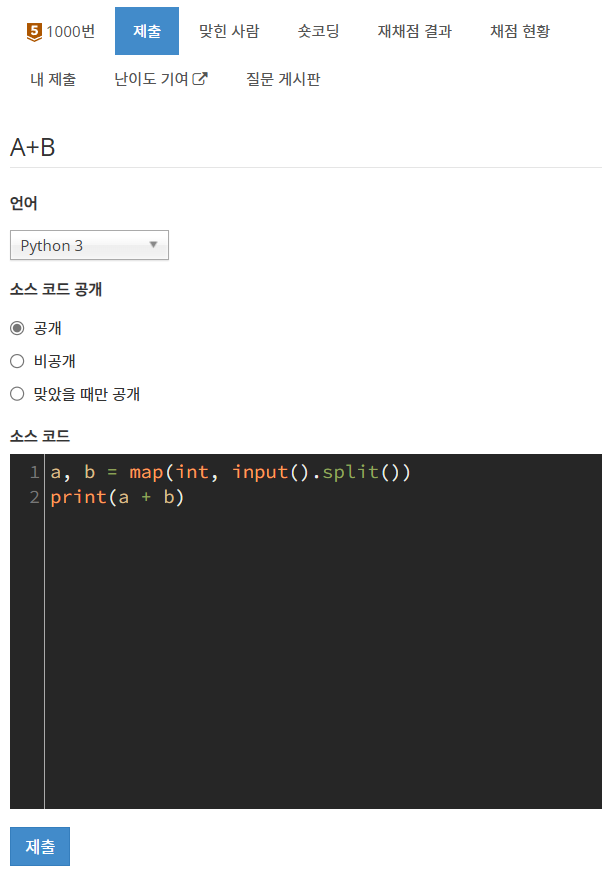 5 1000번 제출 맞힌 사람 숏코딩 재채점 결과 채점 현황
내 제출 난이도 기여 질문 게시판
A+B
언어
Python 3
소스 코드 공개
공개
비공개
맞았을 때만 공개
소스 코드
1 a, b = map(int, input().split())
2 print(a + b)
제출